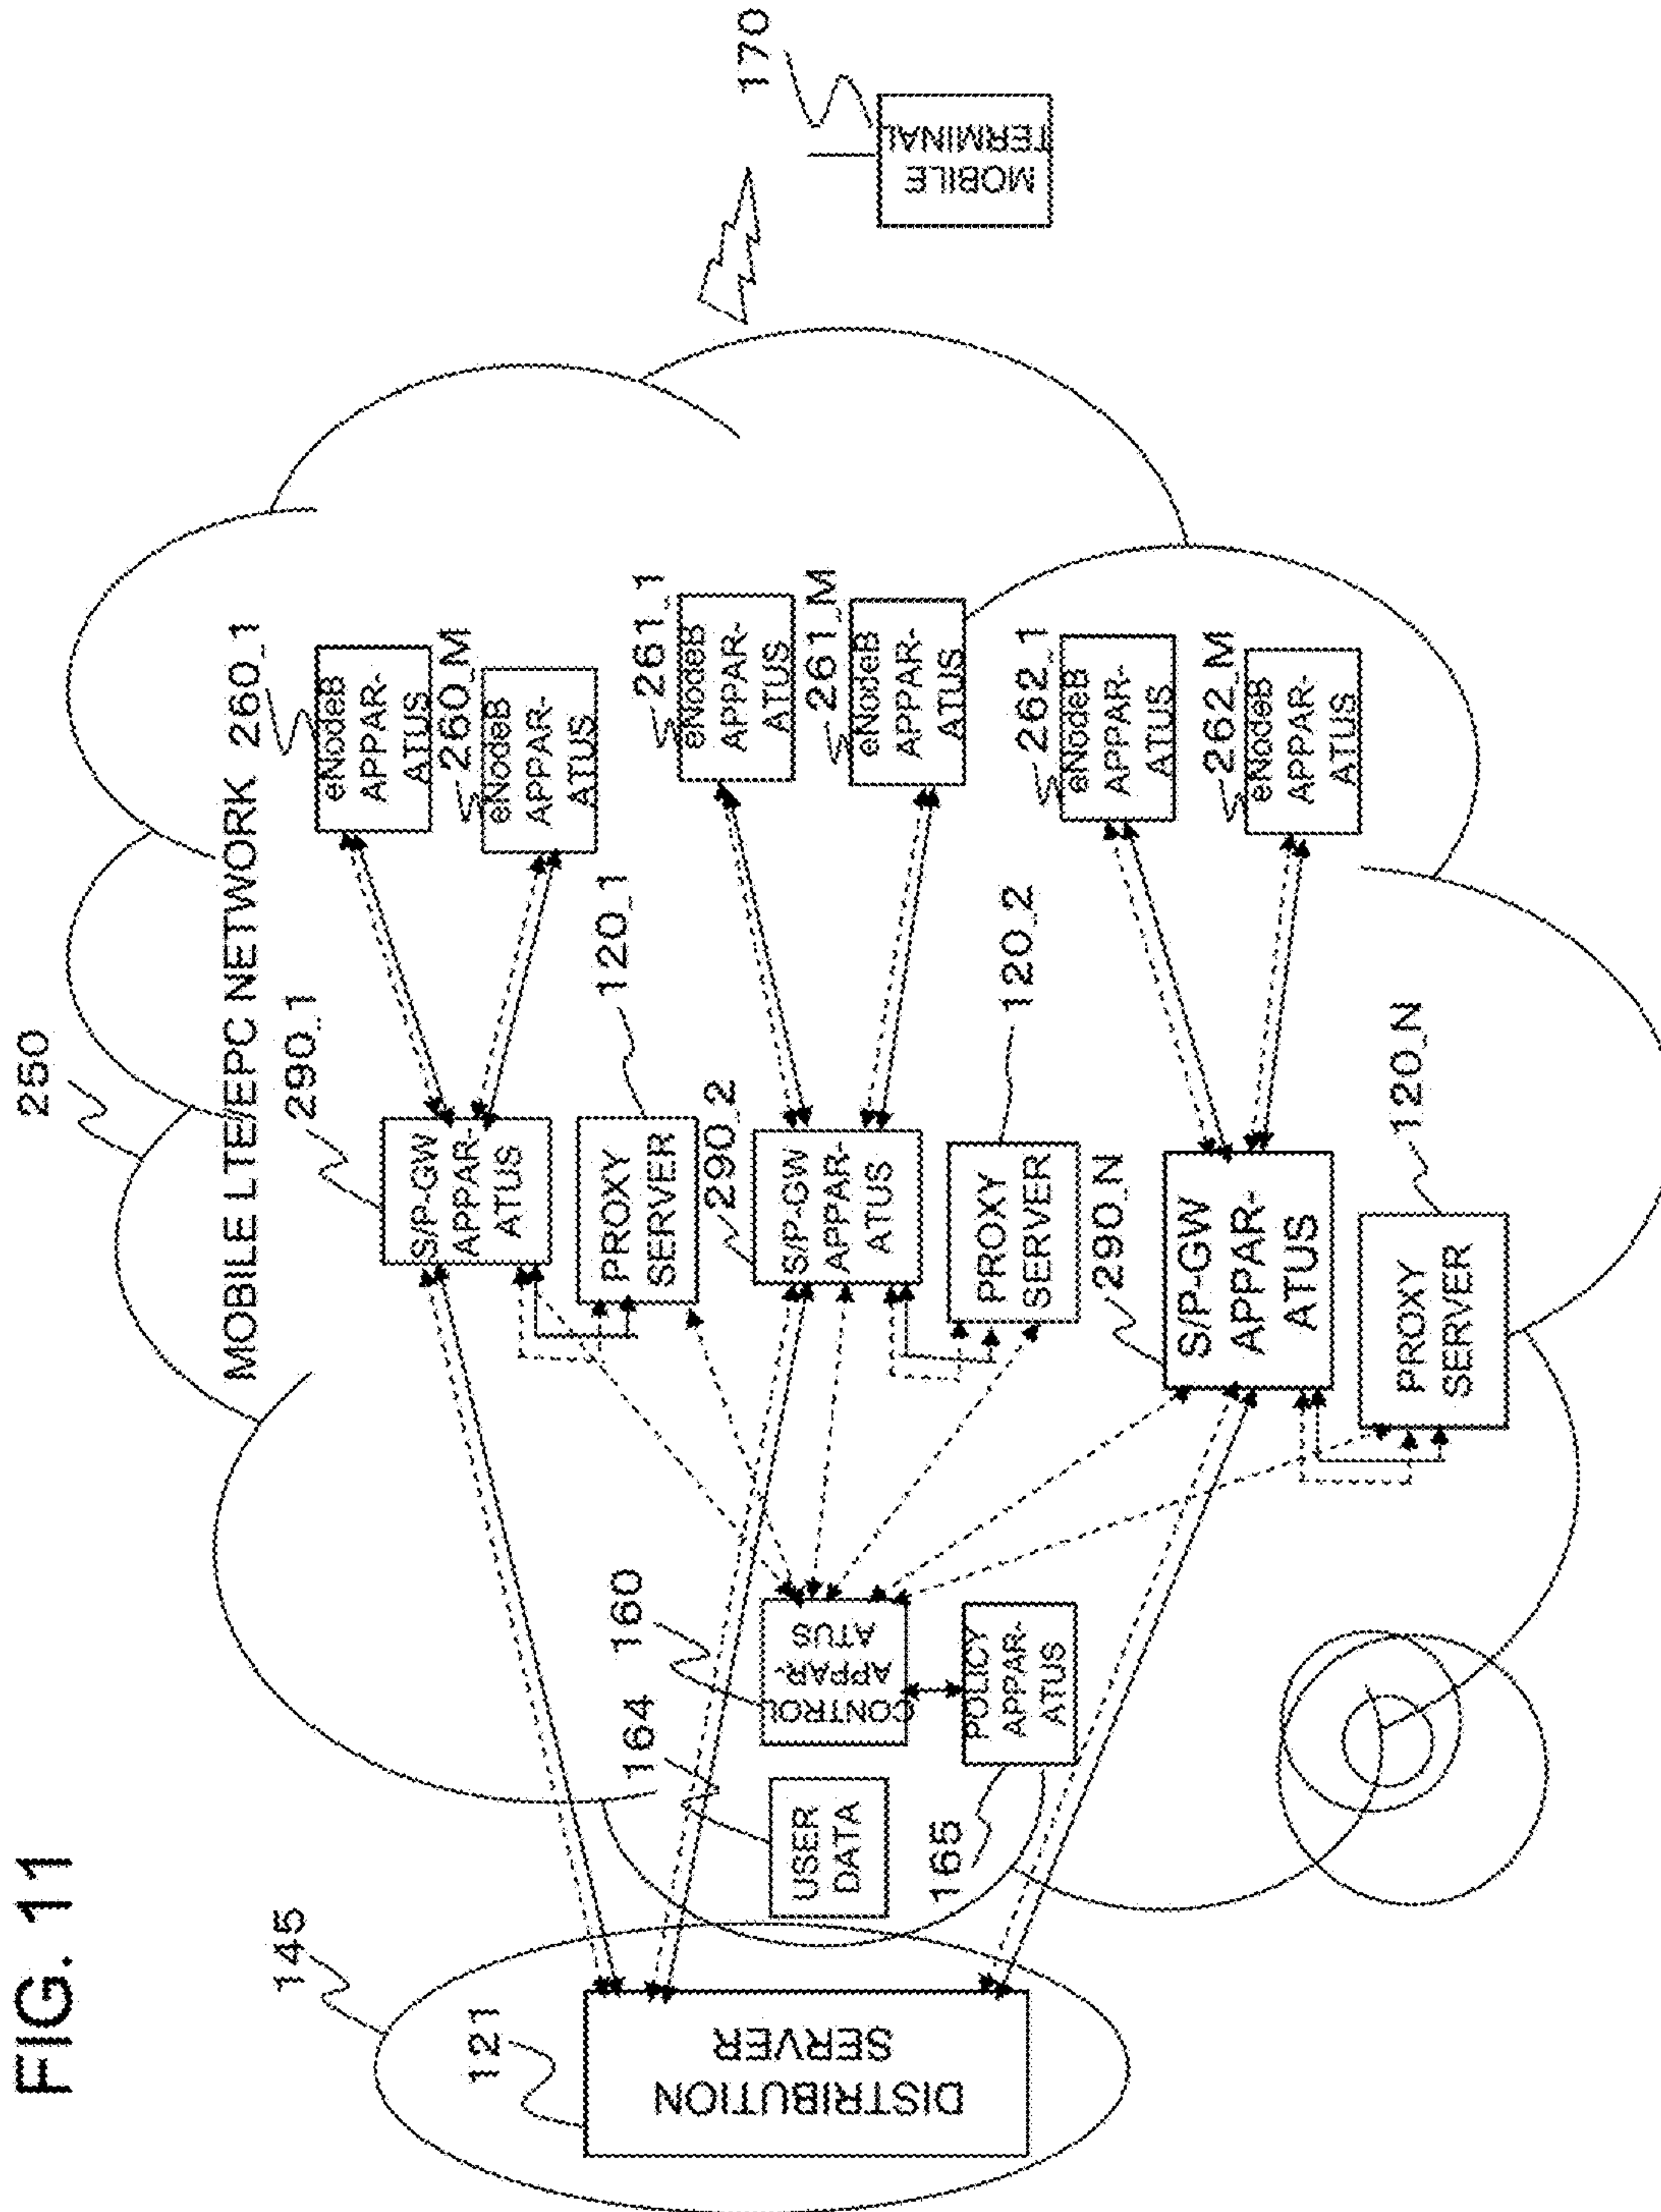 FIG. 11
250
MOBILE LTE/EPC NETWORK
145
121
DISTRIBUTION
SERVER
164
USER
DATA
160
CONTROL
APPAR-
ATUS
165
POLICY
APPAR-
ATUS
290_1
S/P-GW
APPAR-
ATUS
120_1
PROXY
SERVER
290_2
S/P-GW
APPAR-
ATUS
120_2
PROXY
SERVER
290_N
S/P-GW
APPAR-
ATUS
120_N
PROXY
SERVER
260_1
eNodeB
APPAR-
ATUS
260_M
eNodeB
APPAR-
ATUS
261_1
eNodeB
APPAR-
ATUS
261_M
eNodeB
APPAR-
ATUS
262_1
eNodeB
APPAR-
ATUS
262_M
eNodeB
APPAR-
ATUS
170
MOBILE
TERMINAL